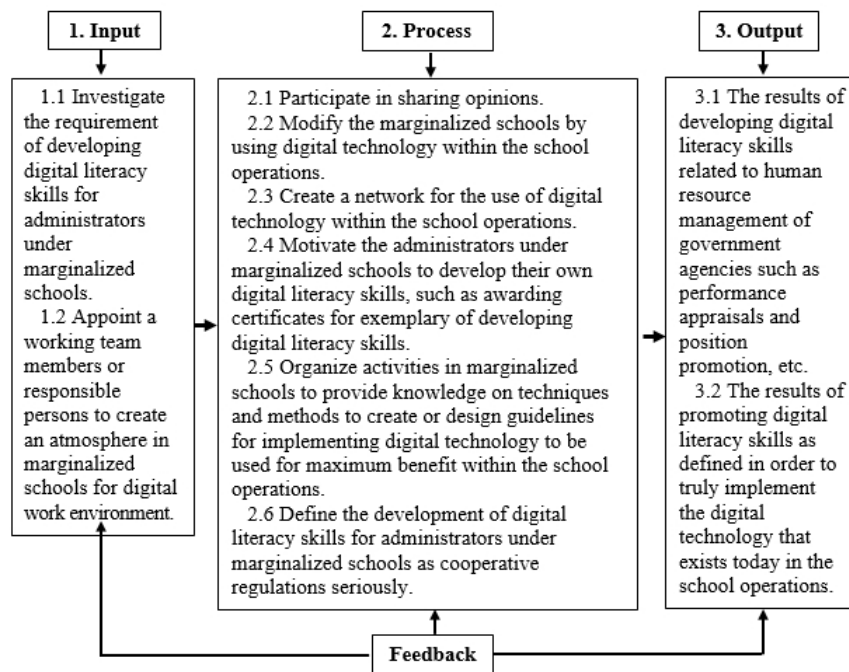 1. Input
2. Process
3. Output
1.1 Investigate
the requirement
of developing
digital literacy
skills for
administrators
under
marginalized
schools.
1.2 Appoint a
working team
members or
responsible
persons to create
an atmosphere in
marginalized
schools for digital
work environment.
2.1 Participate in sharing opinions.
2.2 Modify the marginalized schools by
using digital technology within the school
operations.
2.3 Create a network for the use of digital
technology within the school operations.
2.4 Motivate the administrators under
marginalized schools to develop their own
digital literacy skills, such as awarding
certificates for exemplary of developing
digital literacy skills.
2.5 Organize activities in marginalized
schools to provide knowledge on techniques
and methods to create or design guidelines
for implementing digital technology to be
used for maximum benefit within the school
operations.
2.6 Define the development of digital
literacy skills for administrators under
marginalized schools as cooperative
regulations seriously.
3.1 The results of
developing digital
literacy skills
related to human
resource
management of
government
agencies such as
performance
appraisals and
position
promotion, etc.
3.2 The results of
promoting digital
literacy skills as
defined in order to
truly implement
the digital
technology that
exists today in the
school operations.
Feedback